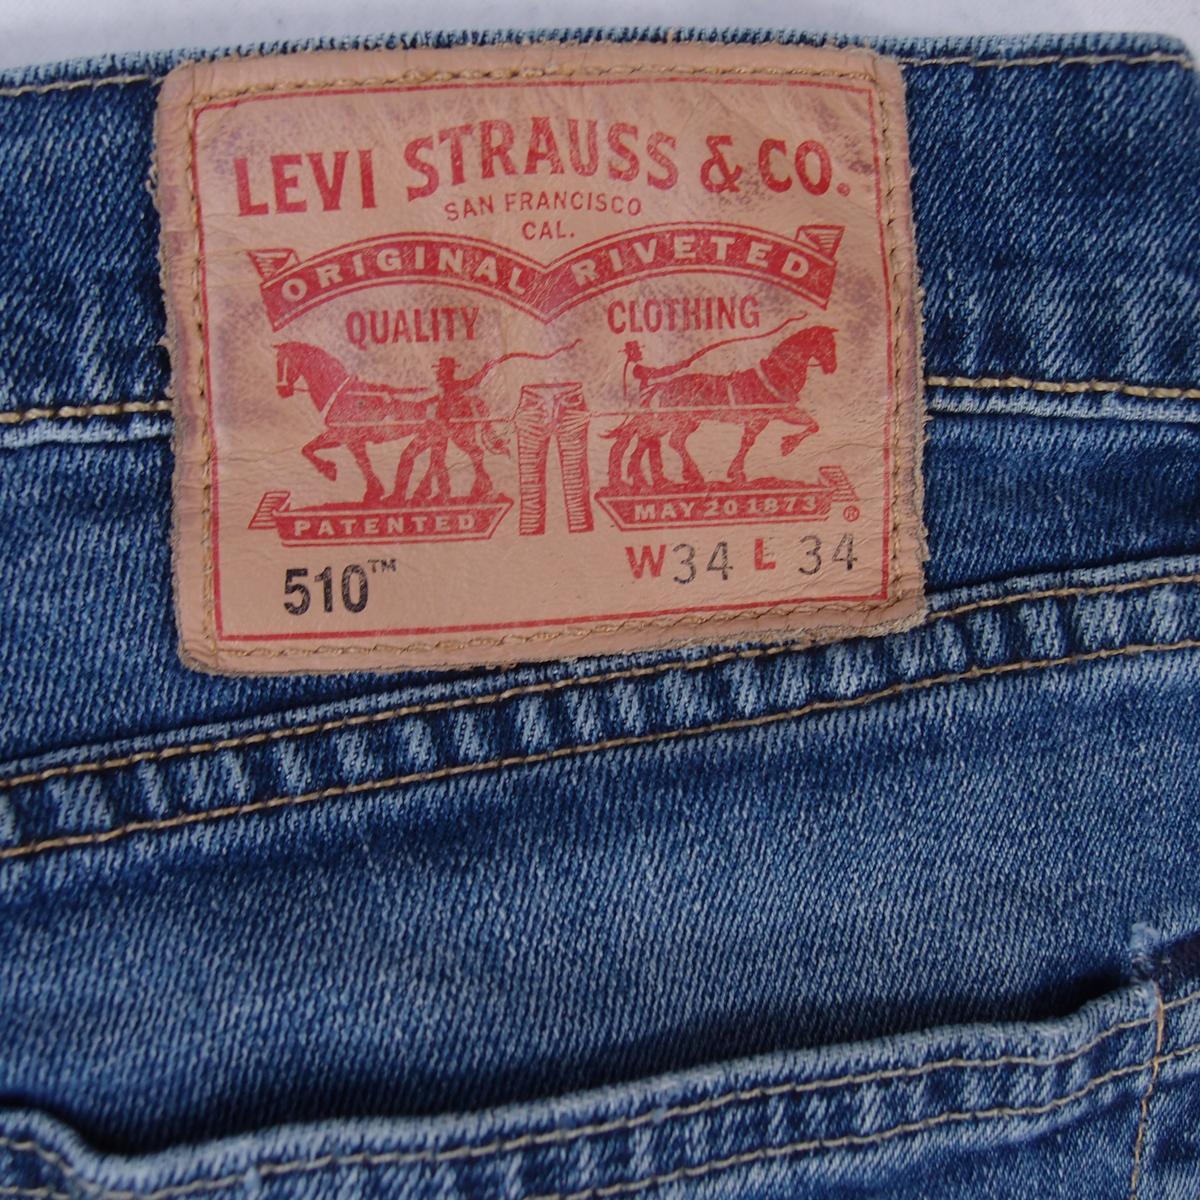 LEVI STRAUSS & CO.
SAN FRANCISCO
CAL.
ORIGINAL RIVETED
QUALITY CLOTHING
PATENTED MAY 20 1873 ®
510™ W34 L 34